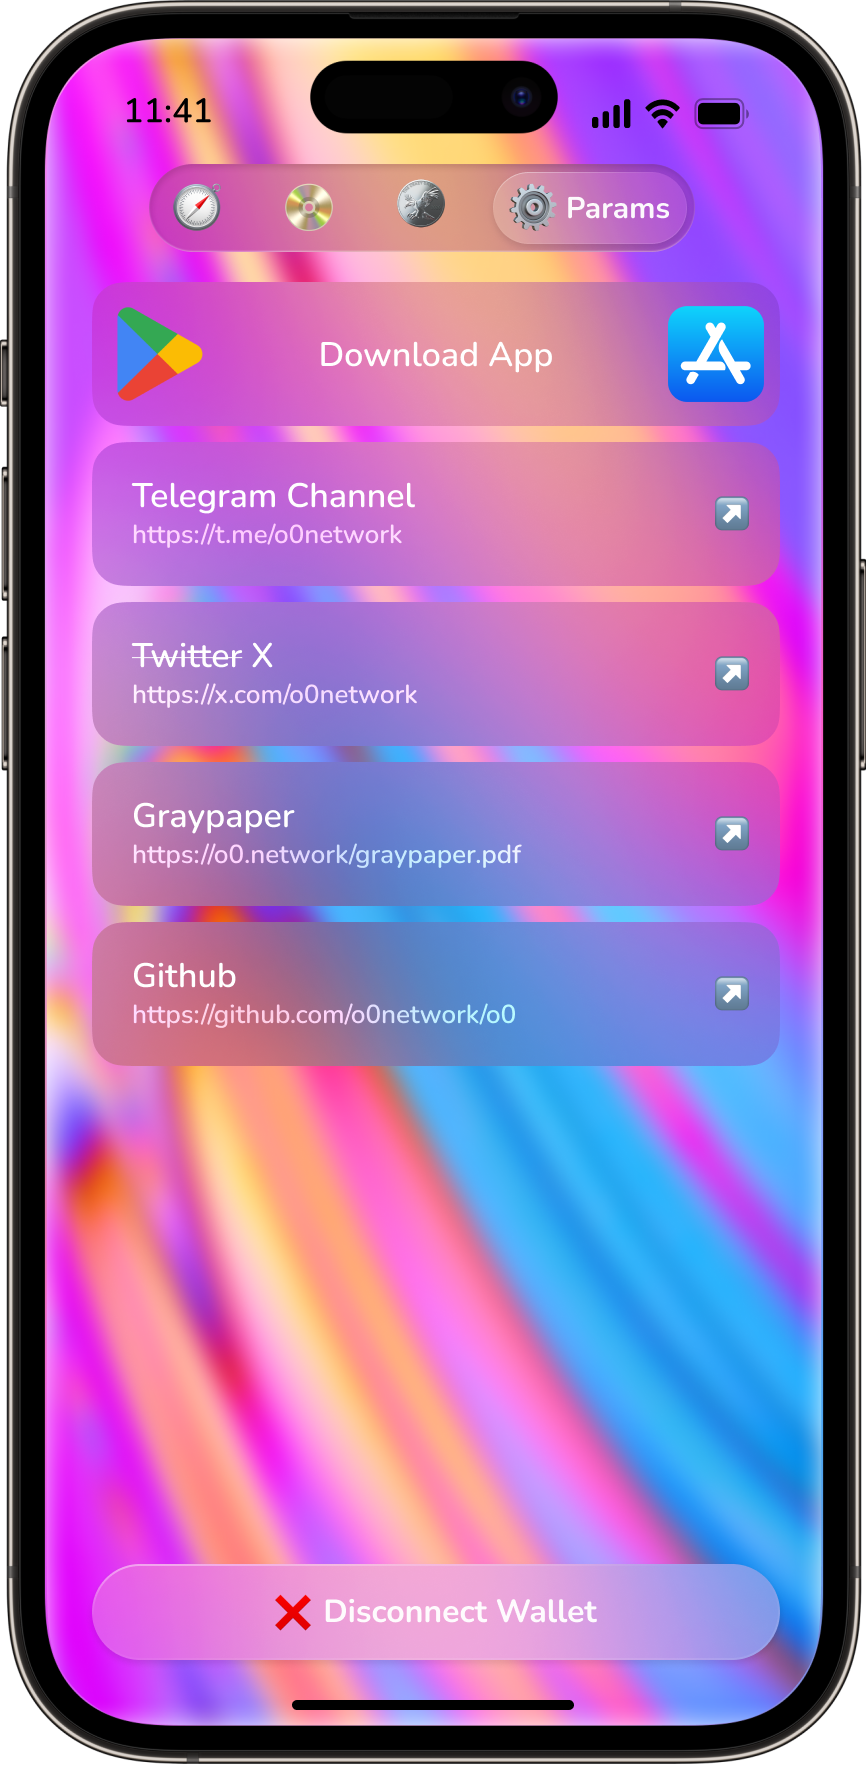 11:41
Params
Download App
Telegram Channel
https://t.me/o0network
Twitter X
https://x.com/o0network
Graypaper
https://o0.network/graypaper.pdf
Github
https://github.com/o0network/o0
Disconnect Wallet